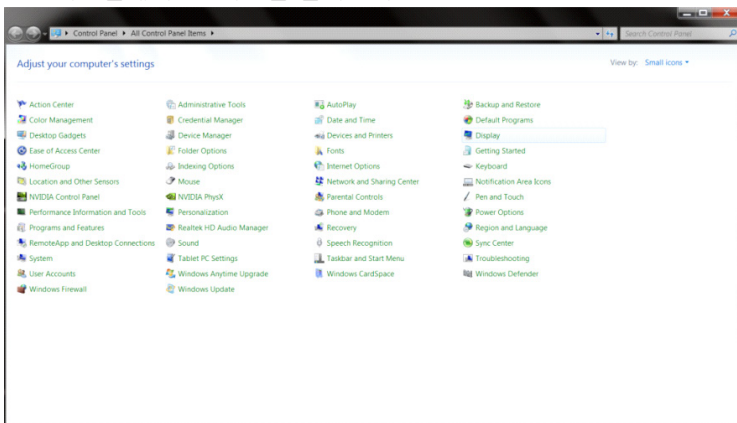 Control Panel All Control Panel Items
Search Control Panel
Adjust your computer's settings
View by: Small icons
Action Center Administrative Tools AutoPlay Backup and Restore
Color Management Credential Manager Date and Time Default Programs
Desktop Gadgets Device Manager Devices and Printers Display
Ease of Access Center Folder Options Fonts Getting Started
HomeGroup Indexing Options Internet Options Keyboard
Location and Other Sensors Mouse Network and Sharing Center Notification Area Icons
NVIDIA Control Panel NVIDIA PhysX Parental Controls Pen and Touch
Performance Information and Tools Personalization Phone and Modem Power Options
Programs and Features Realtek HD Audio Manager Recovery Region and Language
RemoteApp and Desktop Connections Sound Speech Recognition Sync Center
System Tablet PC Settings Taskbar and Start Menu Troubleshooting
User Accounts Windows Anytime Upgrade Windows CardSpace Windows Defender
Windows Firewall Windows Update